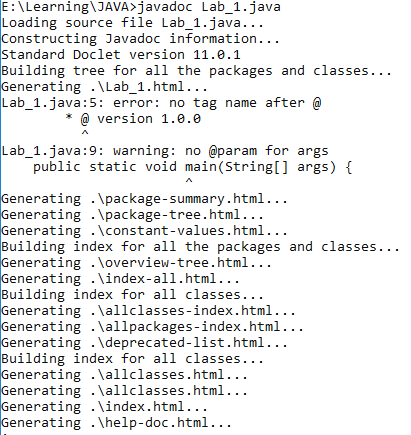 E:\Learning\JAVA>javadoc Lab_1.java
Loading source file Lab_1.java...
Constructing Javadoc information...
Standard Doclet version 11.0.1
Building tree for all the packages and classes...
Generating .\Lab_1.html...
Lab_1.java:5: error: no tag name after @
        * @ version 1.0.0
          ^
Lab_1.java:9: warning: no @param for args
    public static void main(String[] args) {
                       ^
Generating .\package-summary.html...
Generating .\package-tree.html...
Generating .\constant-values.html...
Building index for all the packages and classes...
Generating .\overview-tree.html...
Generating .\index-all.html...
Building index for all classes...
Generating .\allclasses-index.html...
Generating .\allpackages-index.html...
Generating .\deprecated-list.html...
Building index for all classes...
Generating .\allclasses.html...
Generating .\allclasses.html...
Generating .\index.html...
Generating .\help-doc.html...